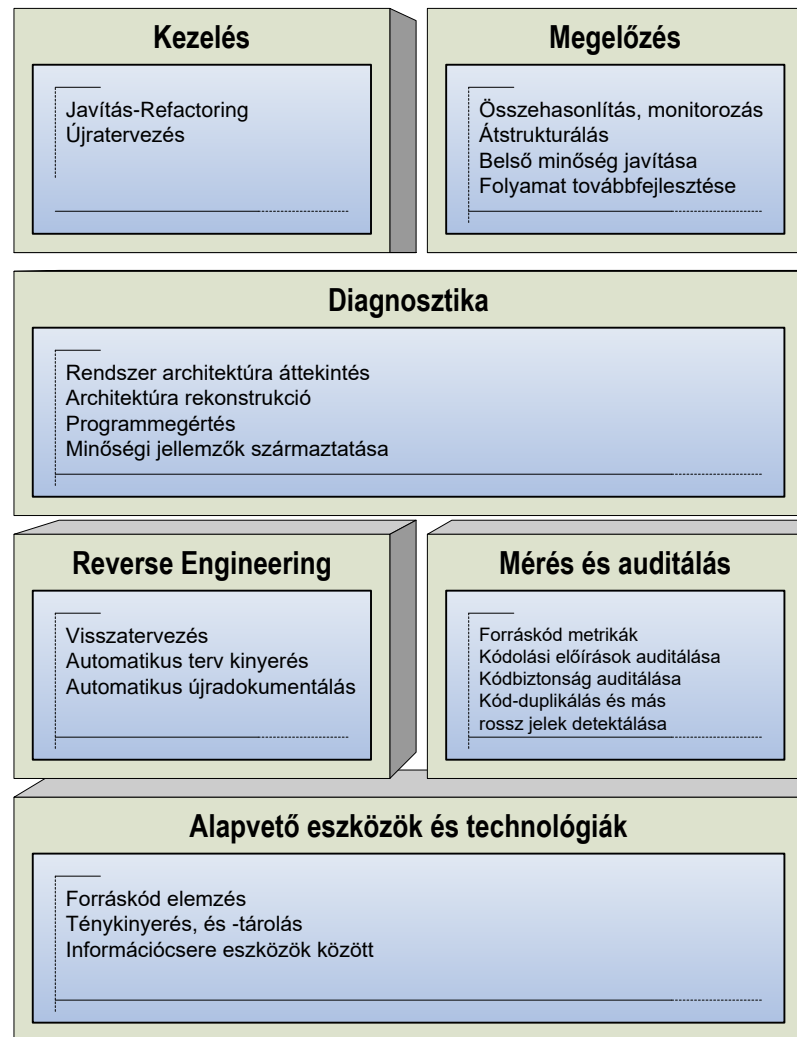 Kezelés
Javítás-Refactoring
Újratervezés
Megelőzés
Összehasonlítás, monitorozás
Átstrukturálás
Belső minőség javítása
Folyamat továbbfejlesztése
Diagnosztika
Rendszer architektúra áttekintés
Architektúra rekonstrukció
Programmegértés
Minőségi jellemzők származtatása
Reverse Engineering
Visszatervezés
Automatikus terv kinyerés
Automatikus újradokumentálás
Mérés és auditálás
Forráskód metrikák
Kódolási előírások auditálása
Kódbiztonság auditálása
Kód-duplikálás és más
rossz jelek detektálása
Alapvető eszközök és technológiák
Forráskód elemzés
Ténykinyerés, és -tárolás
Információcsere eszközök között